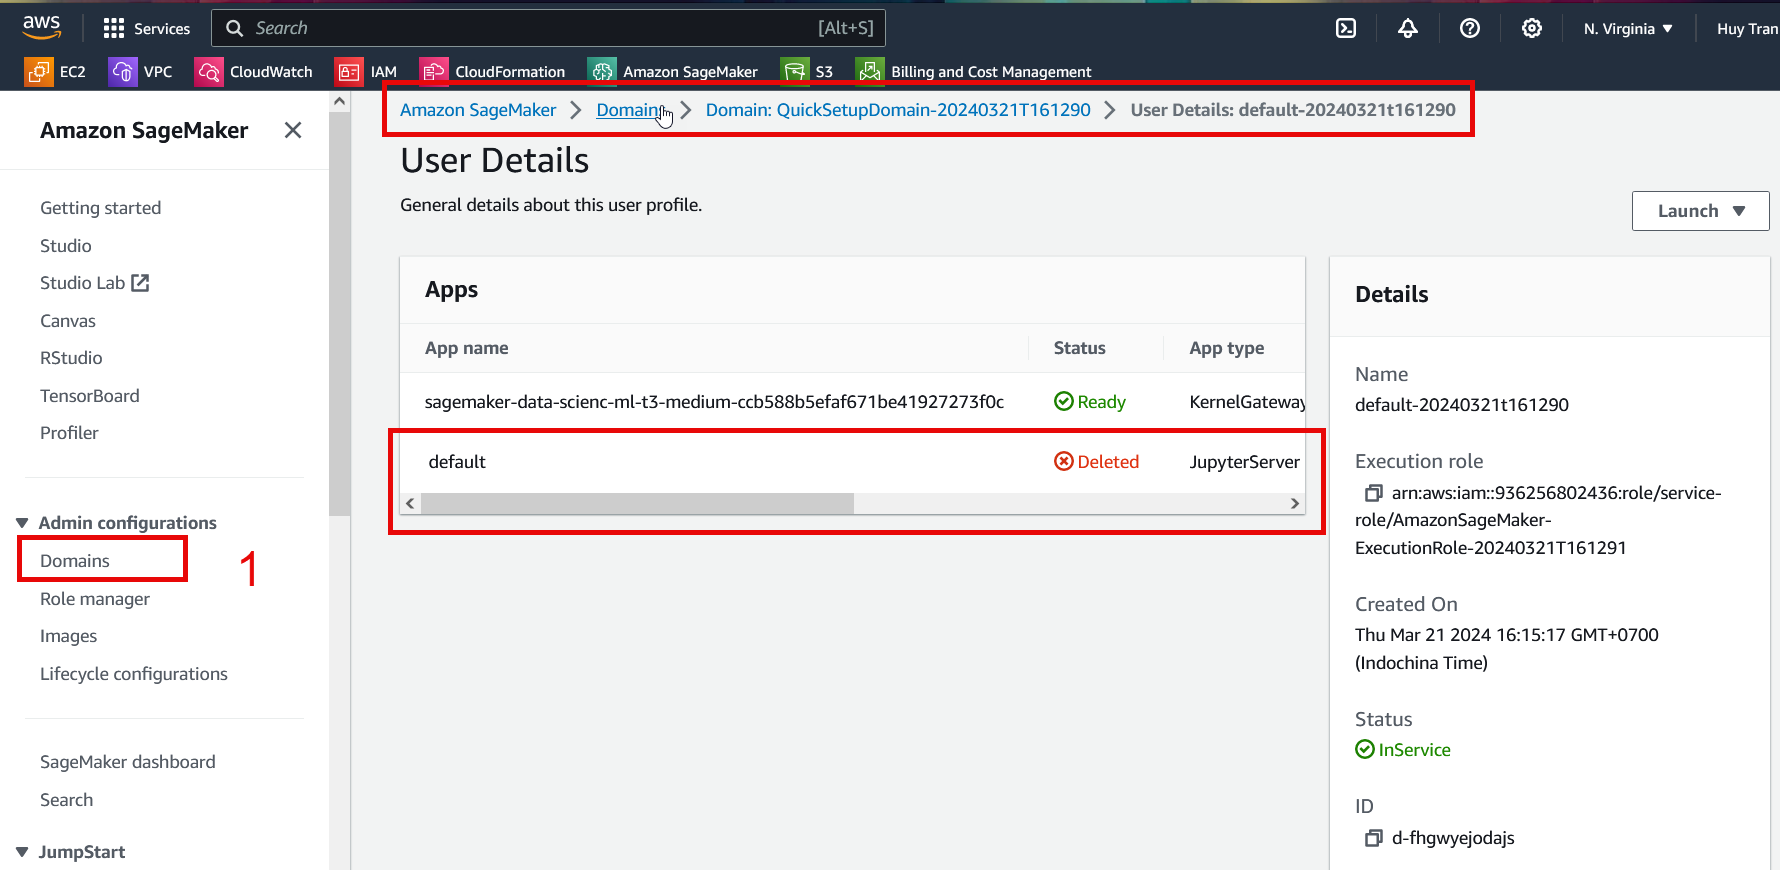 aws
Services
Search
[Alt+S]
N. Virginia
Huy Tran
EC2
VPC
CloudWatch
IAM
CloudFormation
Amazon SageMaker
S3
Billing and Cost Management
Amazon SageMaker
Getting started
Studio
Studio Lab
Canvas
RStudio
TensorBoard
Profiler
Admin configurations
Domains
1
Role manager
Images
Lifecycle configurations
SageMaker dashboard
Search
JumpStart
Amazon SageMaker > Domain > Domain: QuickSetupDomain-20240321T161290 > User Details: default-20240321t161290
User Details
General details about this user profile.
Launch
Apps
App name Status App type
sagemaker-data-scienc-ml-t3-medium-ccb588b5efaf671be41927273f0c Ready KernelGateway
default Deleted JupyterServer
Details
Name
default-20240321t161290
Execution role
arn:aws:iam::936256802436:role/service-
role/AmazonSageMaker-
ExecutionRole-20240321T161291
Created On
Thu Mar 21 2024 16:15:17 GMT+0700
(Indochina Time)
Status
InService
ID
d-fhgwyejodajs